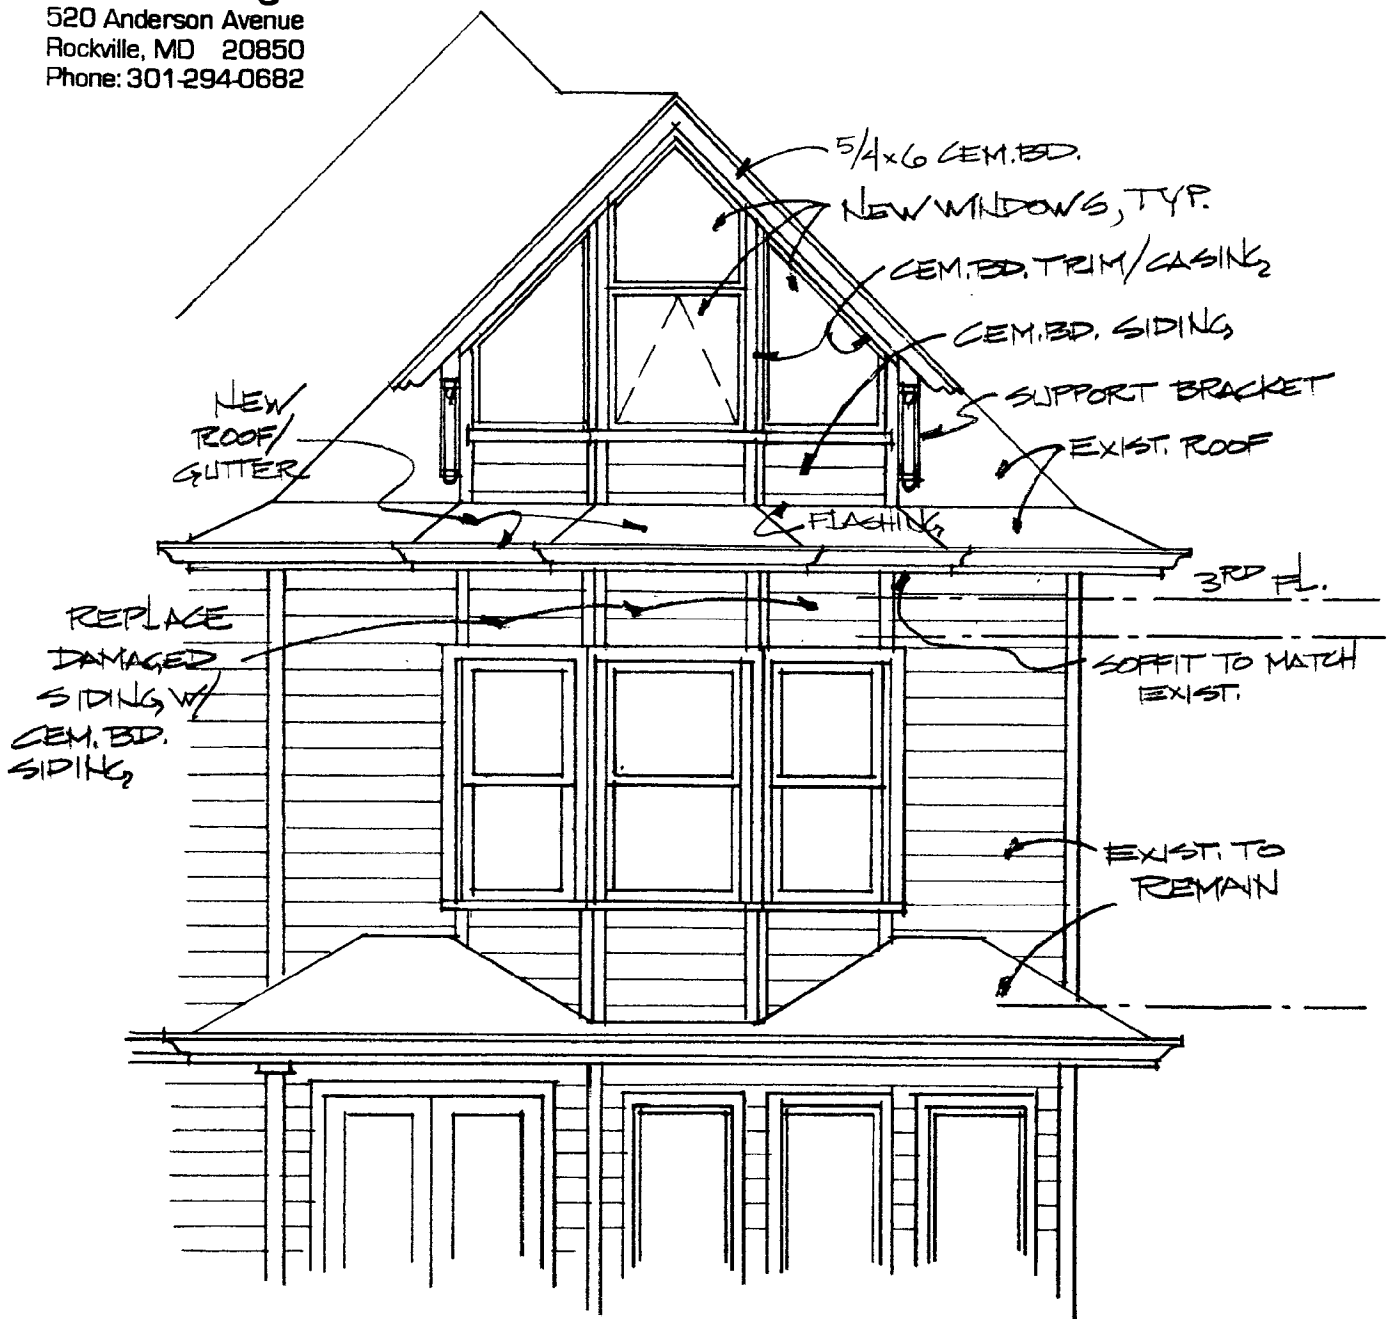 520 Anderson Avenue
Rockville, MD 20850
Phone: 301-294-0682
5/4x6 CEM.BD.
NEW WINDOWS, TYP.
CEM.BD. TRIM/CASING
CEM.BD. SIDING
SUPPORT BRACKET
EXIST. ROOF
NEW
ROOF/
GUTTER
FLASHING
3RD FL.
REPLACE
DAMAGED
SIDING W/
CEM. BD.
SIDING
SOFFIT TO MATCH
EXIST.
EXIST. TO
REMAIN